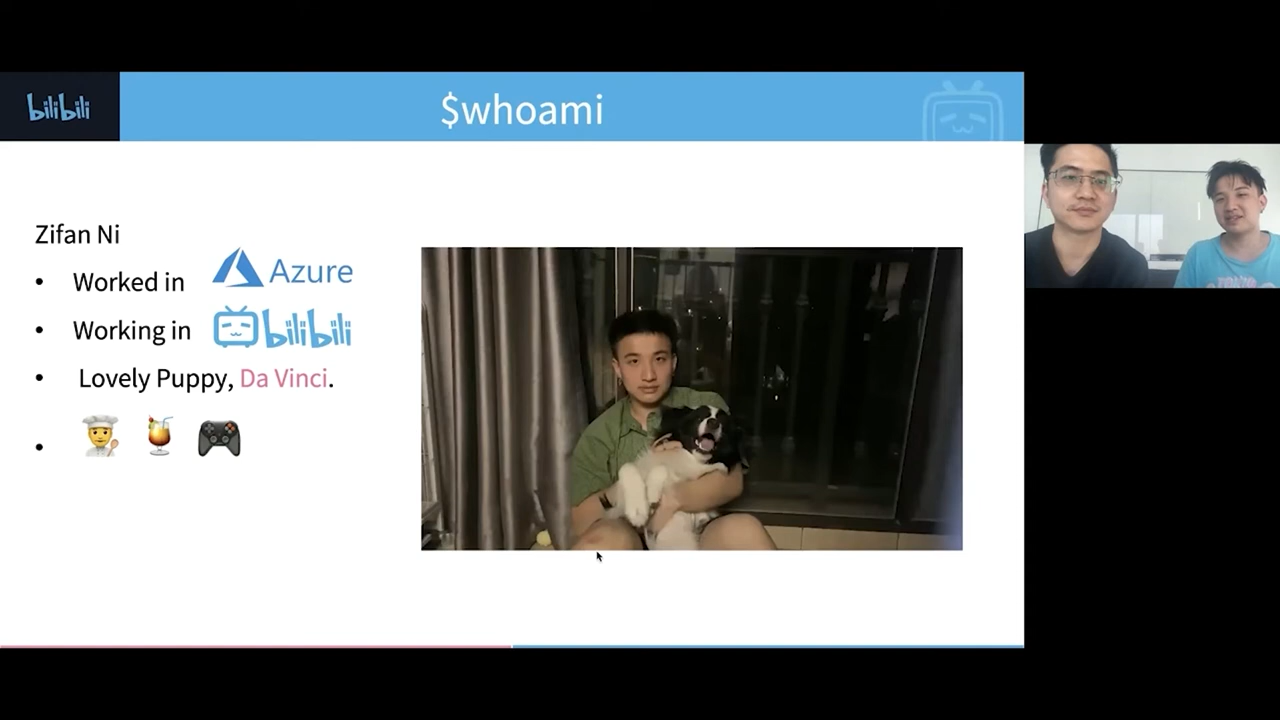 bilibili
$whoami
Zifan Ni
• Worked in Azure
• Working in bilibili
• Lovely Puppy, Da Vinci.